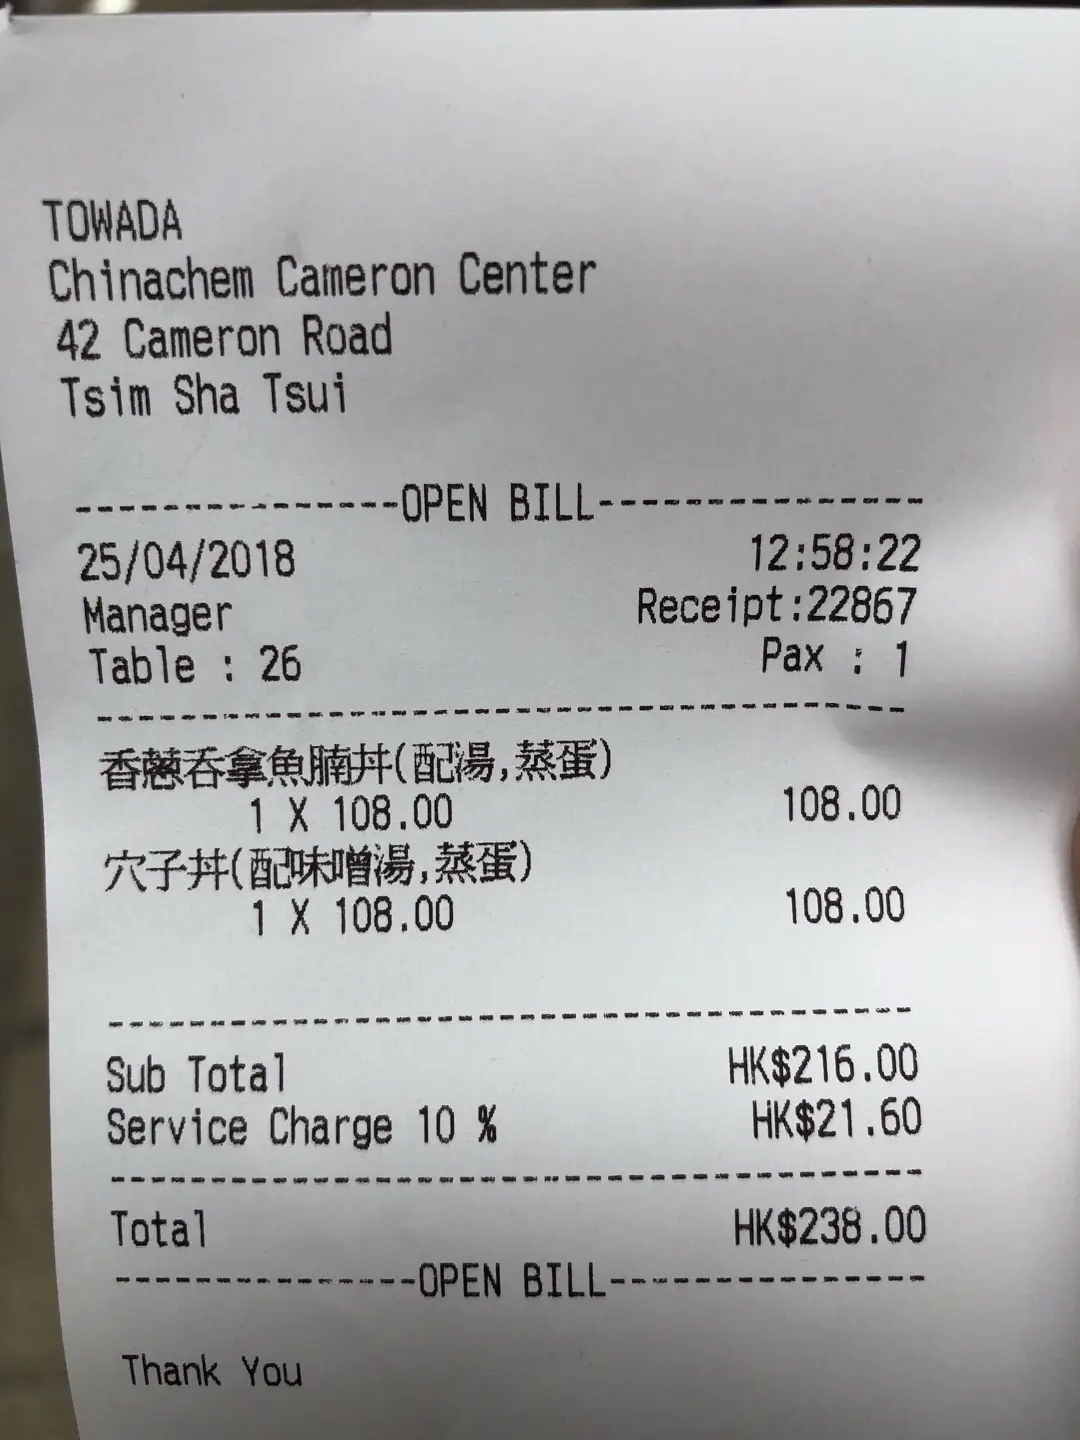 TOWADA
Chinachem Cameron Center
42 Cameron Road
Tsim Sha Tsui
--------------OPEN BILL----------------
25/04/2018 12:58:22
Manager Receipt:22867
Table : 26 Pax : 1
香蔥吞拿魚腩丼(配湯,蒸蛋)
1 X 108.00 108.00
穴子丼(配味噌湯,蒸蛋)
1 X 108.00 108.00
Sub Total HK$216.00
Service Charge 10 % HK$21.60
Total HK$238.00
---------------OPEN BILL---------------
Thank You